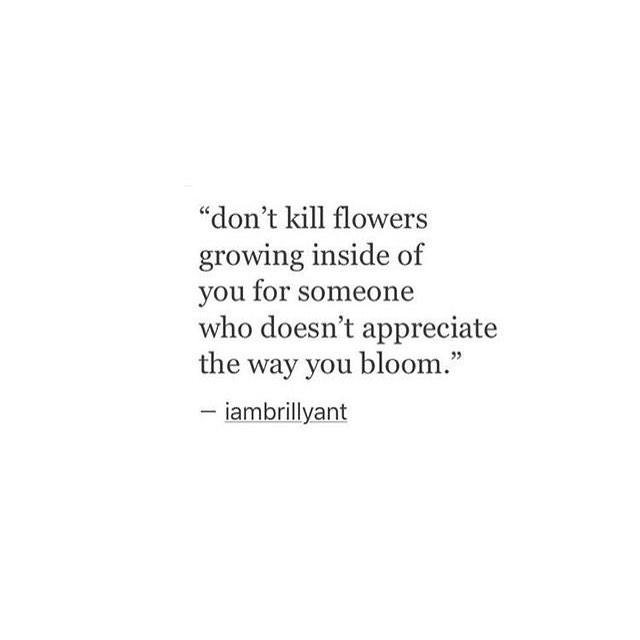 “don’t kill flowers
growing inside of
you for someone
who doesn’t appreciate
the way you bloom.”
— iambrillyant